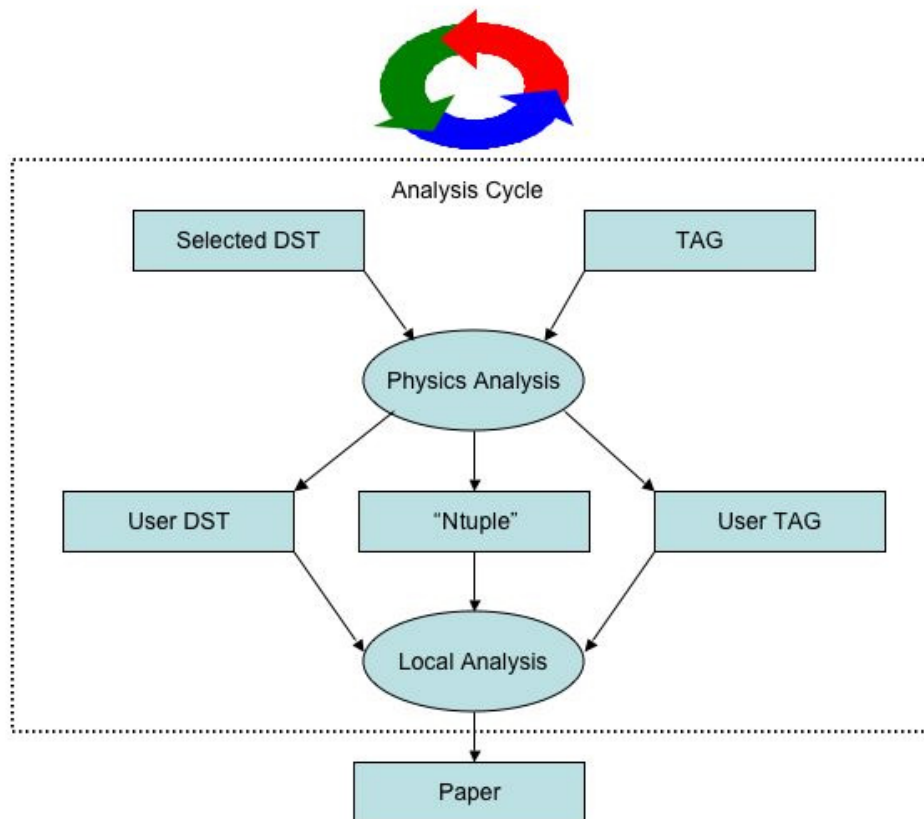 Analysis Cycle
Selected DST
TAG
Physics Analysis
User DST
“Ntuple”
User TAG
Local Analysis
Paper